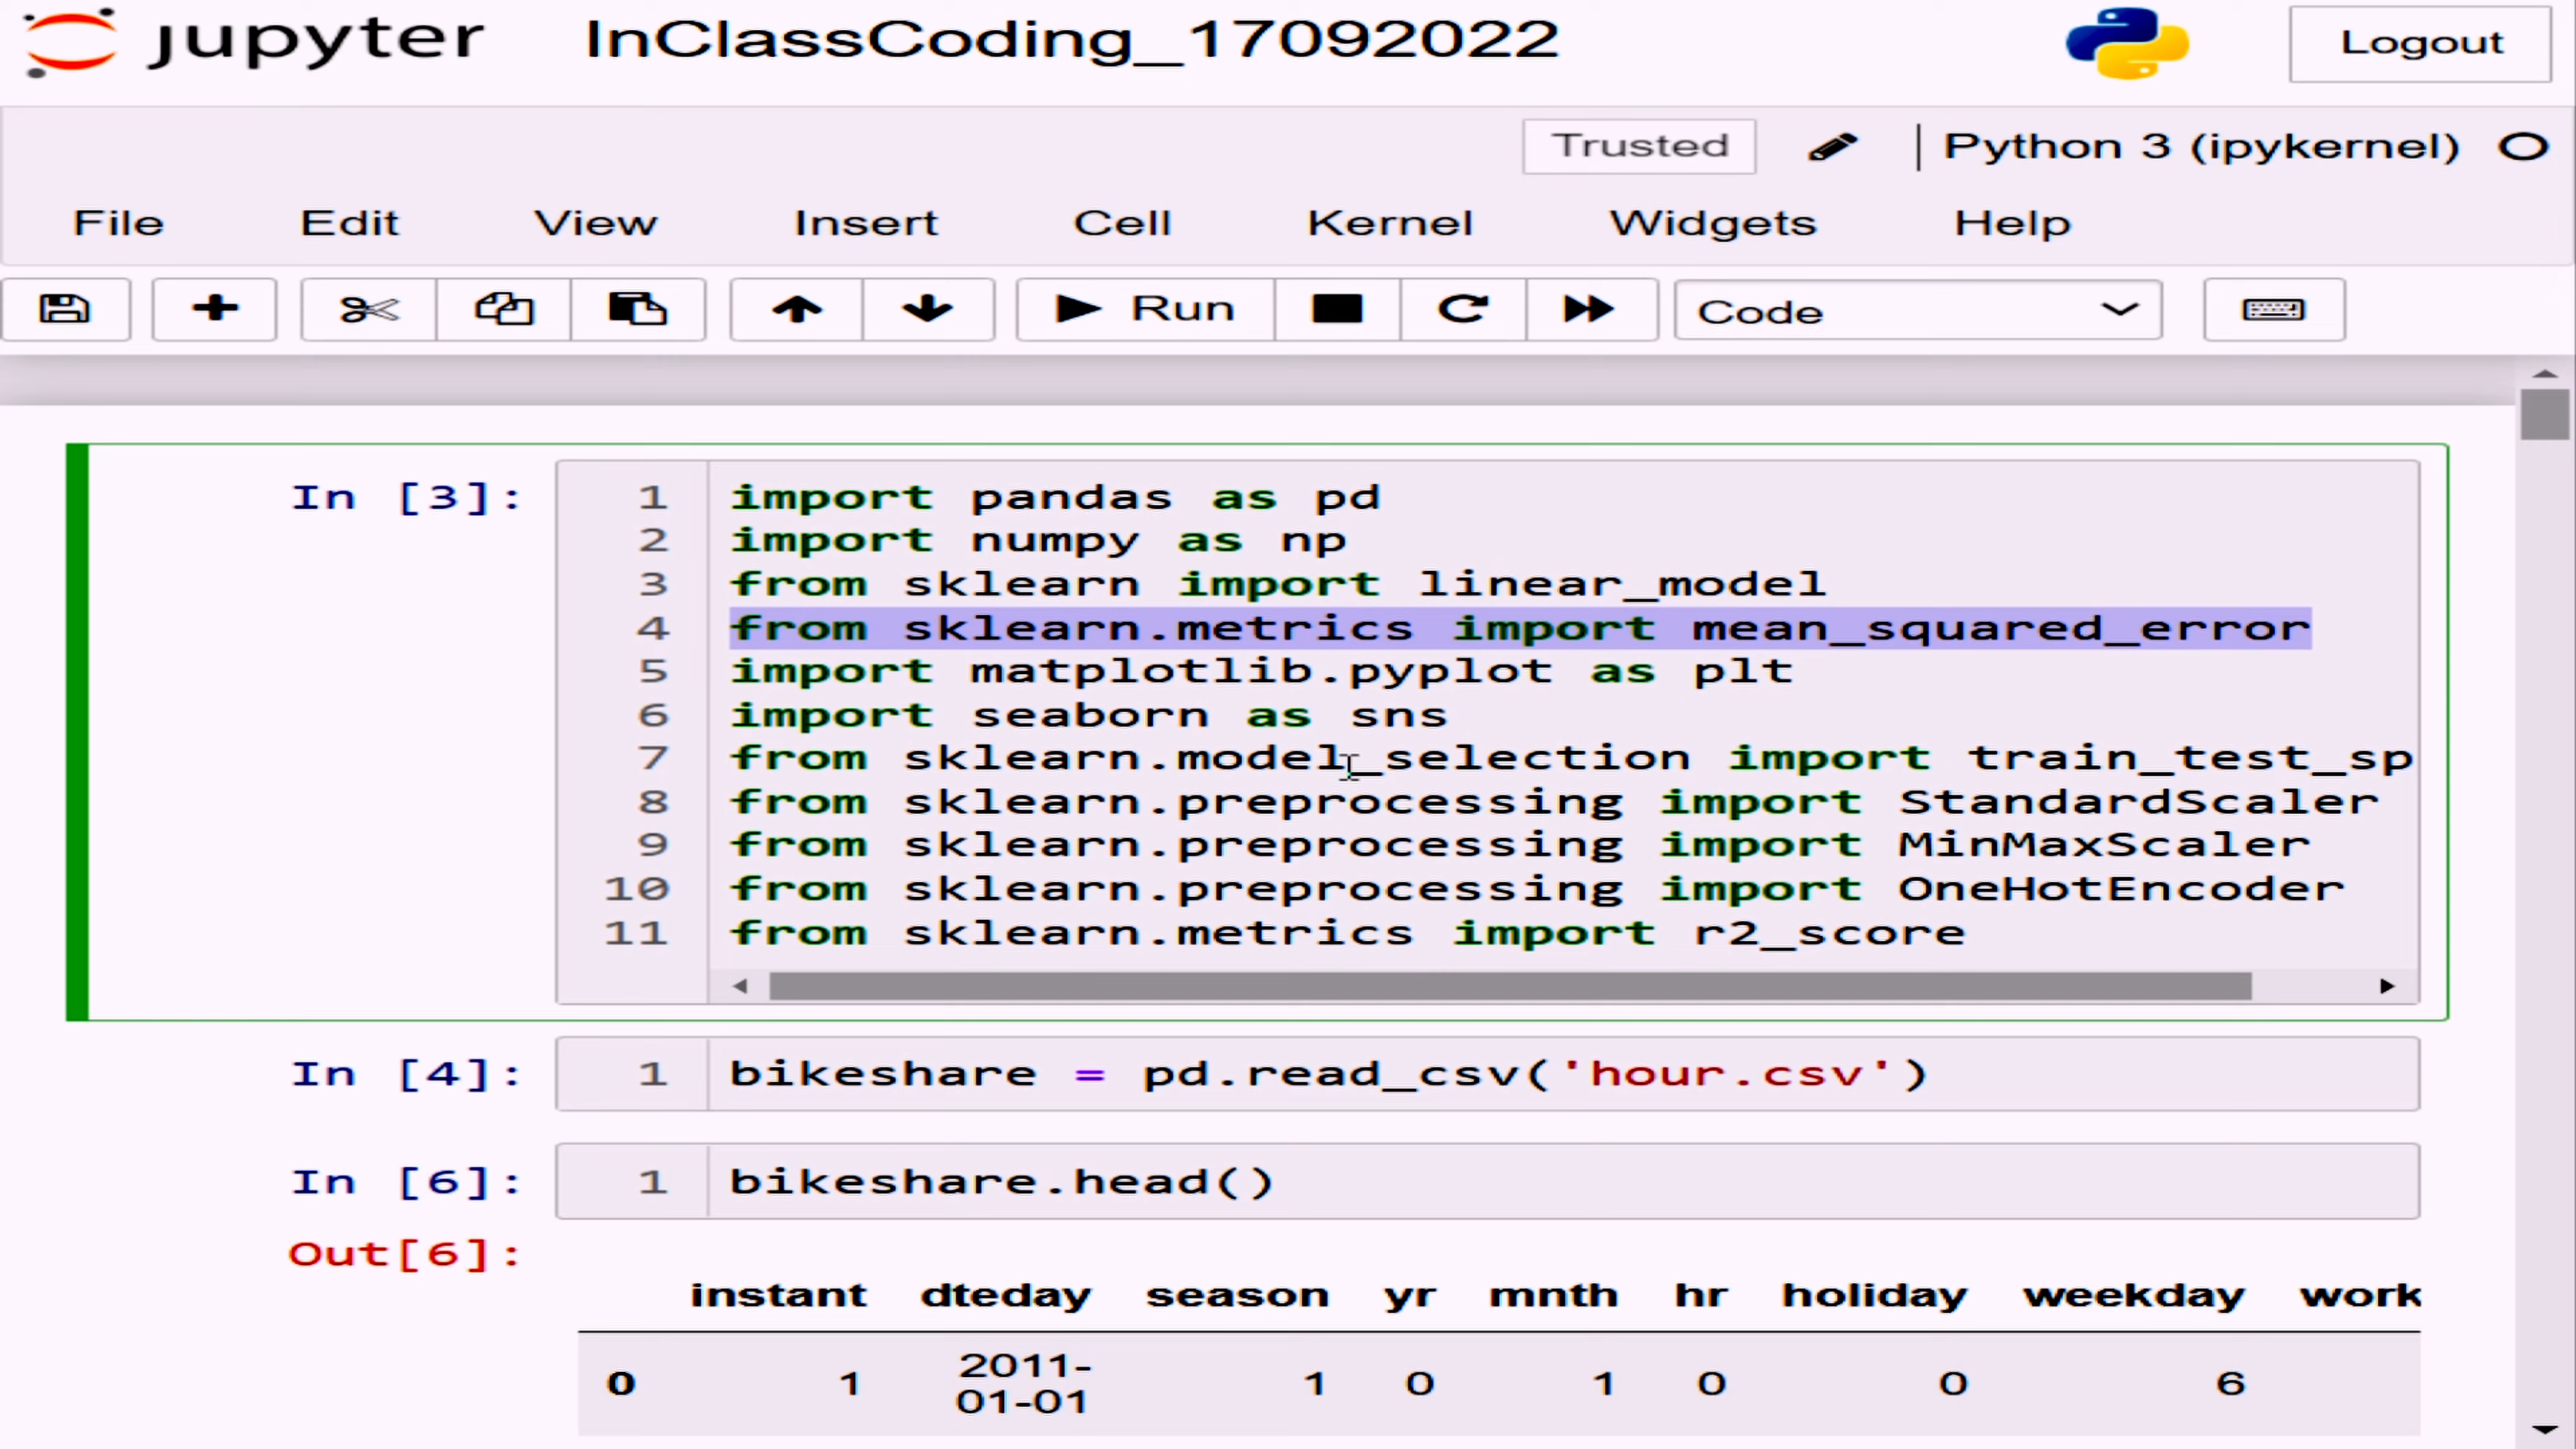 jupyter InClassCoding_17092022 Logout
Trusted Python 3 (ipykernel)
File Edit View Insert Cell Kernel Widgets Help
Run Code
In [3]:
1 import pandas as pd
2 import numpy as np
3 from sklearn import linear_model
4 from sklearn.metrics import mean_squared_error
5 import matplotlib.pyplot as plt
6 import seaborn as sns
7 from sklearn.model_selection import train_test_sp
8 from sklearn.preprocessing import StandardScaler
9 from sklearn.preprocessing import MinMaxScaler
10 from sklearn.preprocessing import OneHotEncoder
11 from sklearn.metrics import r2_score
In [4]: 1 bikeshare = pd.read_csv('hour.csv')
In [6]: 1 bikeshare.head()
Out[6]:
instant dteday season yr mnth hr holiday weekday work
0 1 2011-01-01 1 0 1 0 0 6